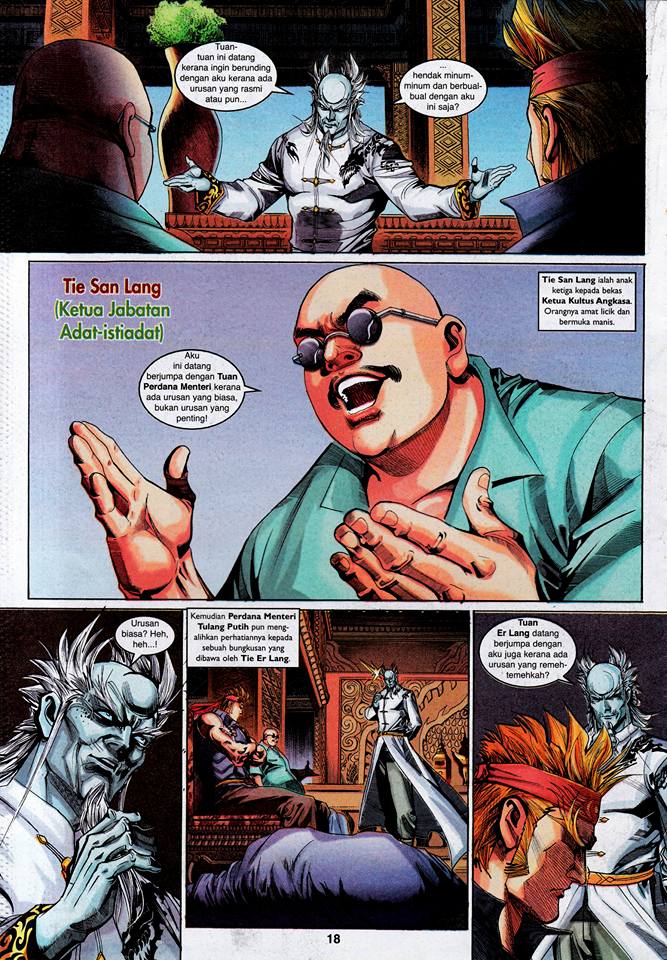 Tuan-
tuan ini datang
kerana ingin berunding
dengan aku kerana ada
urusan yang rasmi
atau pun...
...
hendak minum-
minum dan berbual-
bual dengan aku
ini saja?
Tie San Lang
(Ketua Jabatan
Adat-istiadat)
Tie San Lang ialah anak
ketiga kepada bekas
Ketua Kultus Angkasa.
Orangnya amat licik dan
bermuka manis.
Aku
ini datang
berjumpa dengan Tuan
Perdana Menteri kerana
ada urusan yang biasa,
bukan urusan yang
penting!
Urusan
biasa? Heh,
heh...!
Kemudian Perdana Menteri
Tulang Putih pun meng-
alihkan perhatiannya kepada
sebuah bungkusan yang
dibawa oleh Tie Er Lang.
Tuan
Er Lang datang
berjumpa dengan
aku juga kerana ada
urusan yang remeh-
temehkah?
18